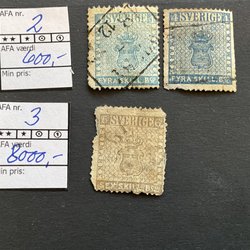 AFA nr. 2
AFA værdi
600,-
Min pris:
SVERIGE
FYRA SKILL. Bco
SVERIGE
FYRA SKILL. Bco
AFA nr. 3
AFA værdi
8000,-
Min pris:
SVERIGE
SKILL. B